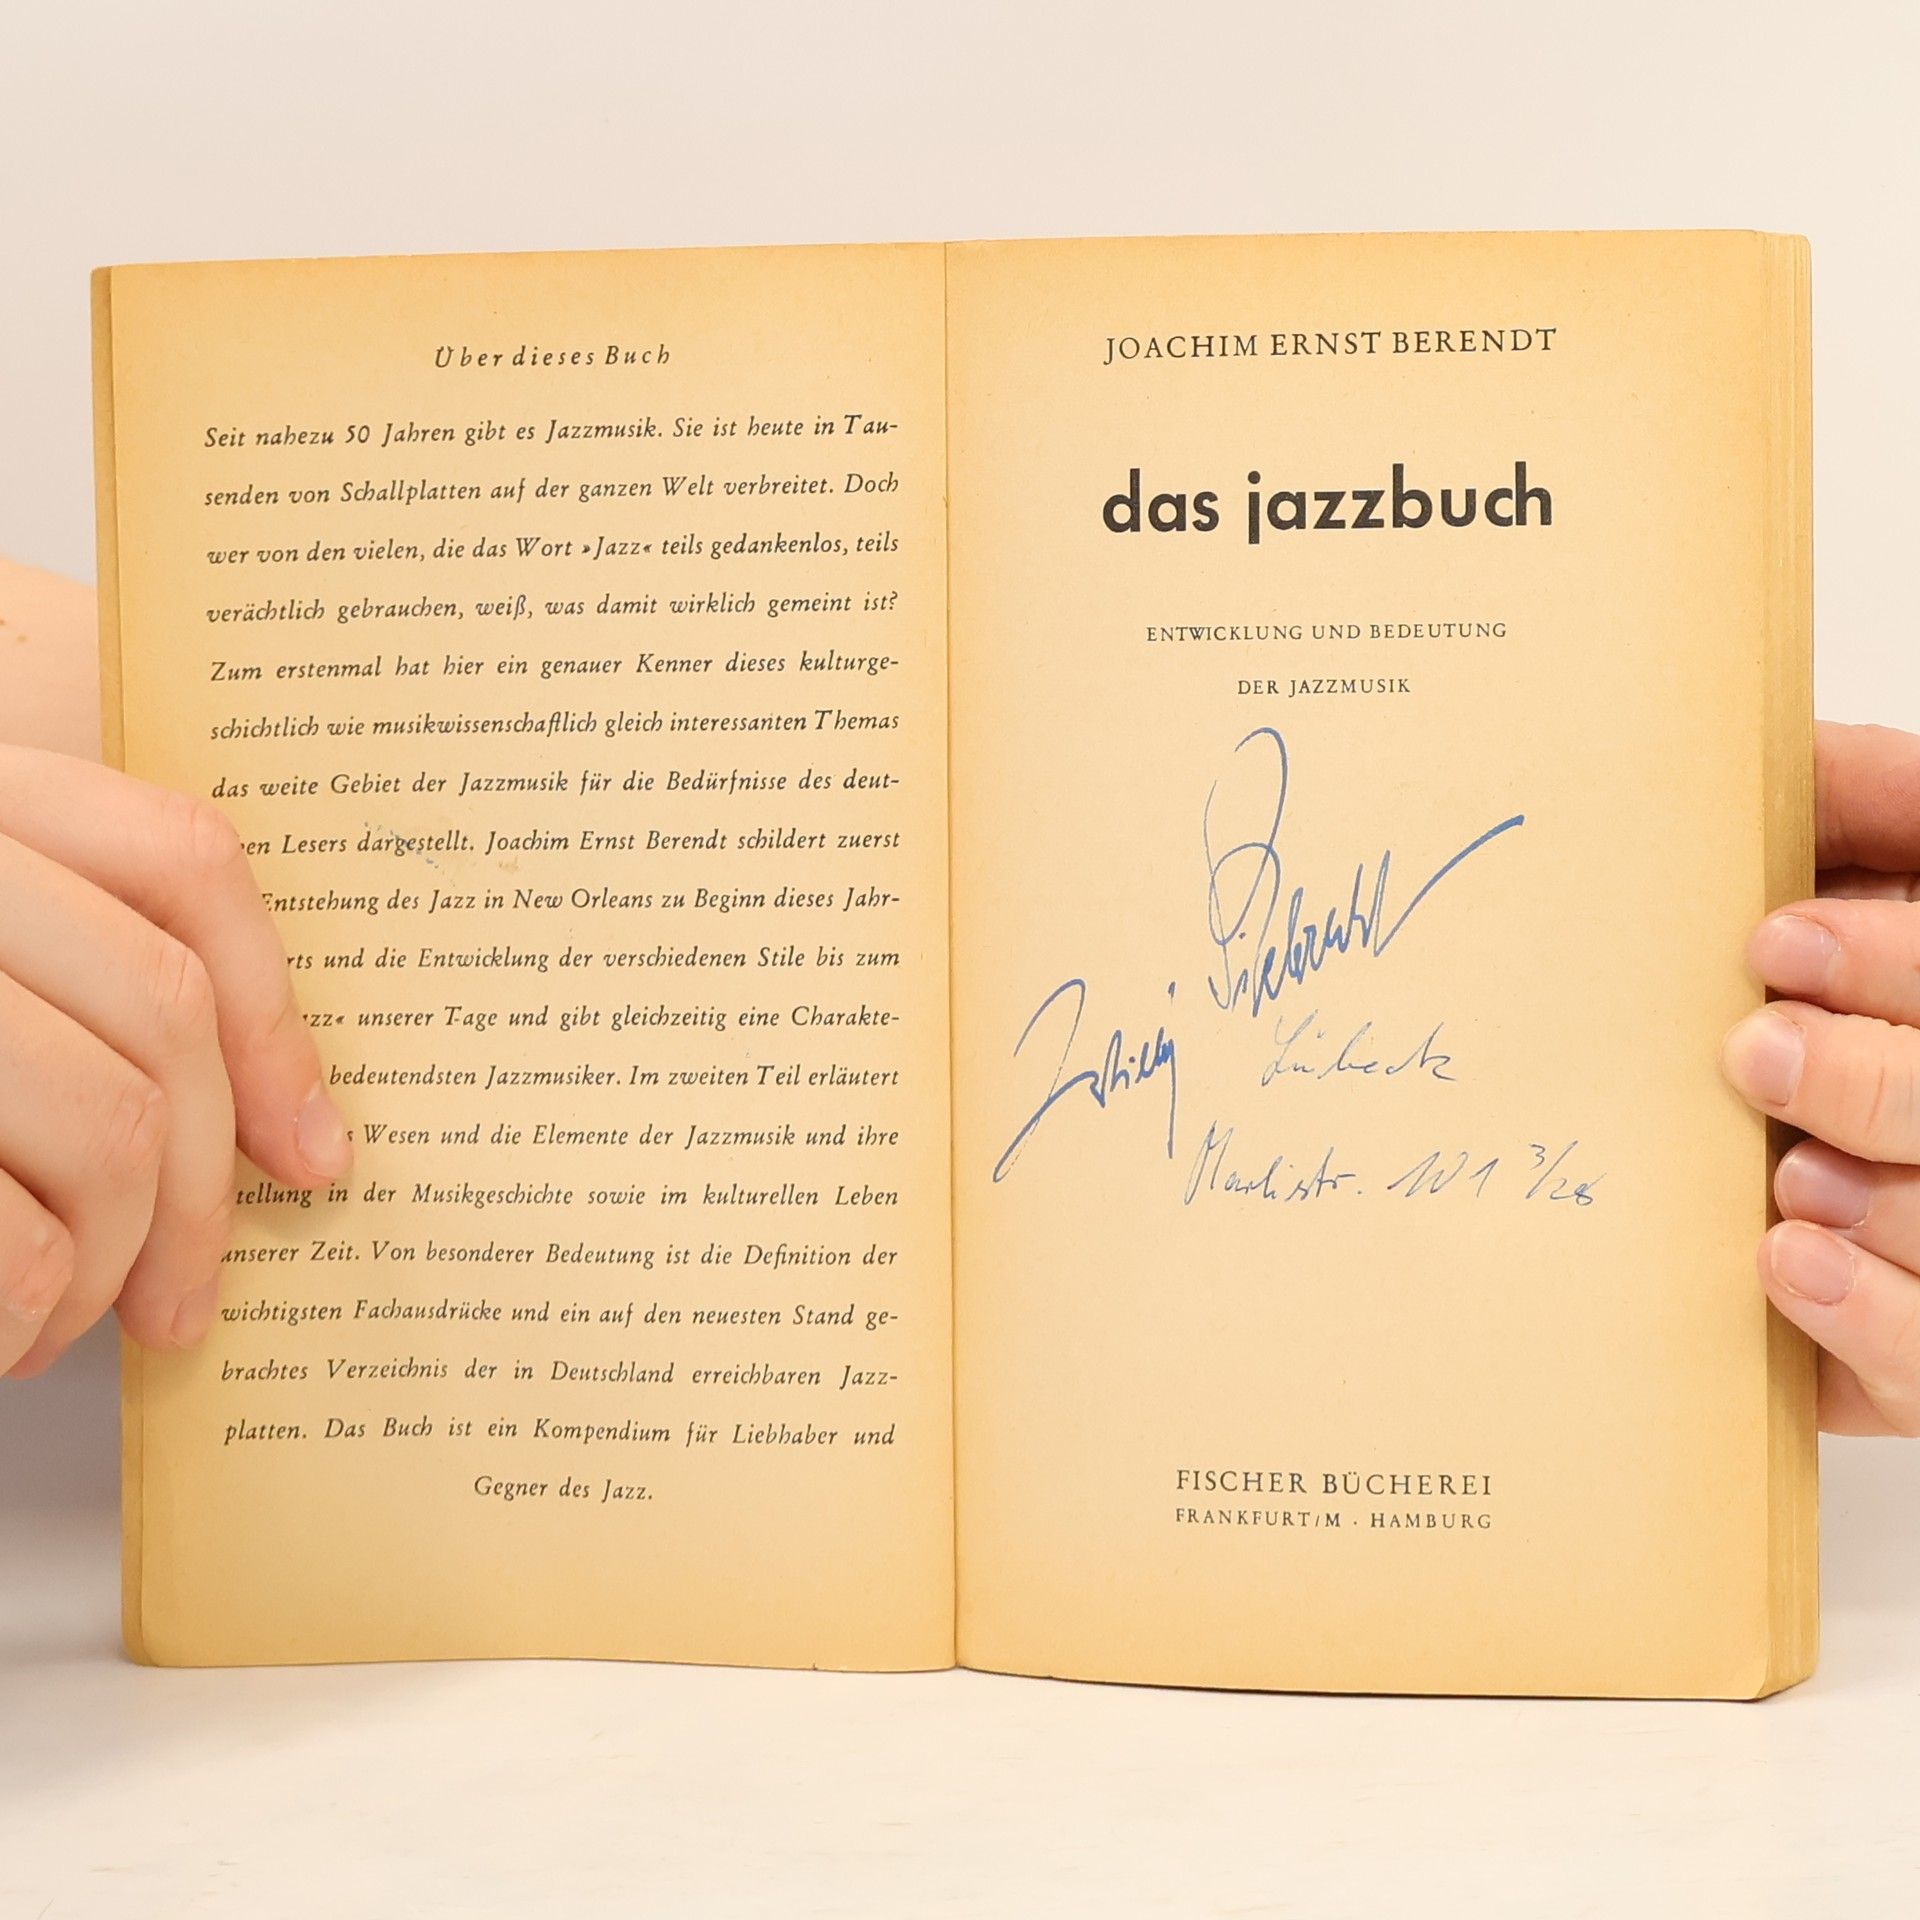 Über dieses Buch
Seit nahezu 50 Jahren gibt es Jazzmusik. Sie ist heute in Tau-
senden von Schallplatten auf der ganzen Welt verbreitet. Doch
wer von den vielen, die das Wort »Jazz« teils gedankenlos, teils
verächtlich gebrauchen, weiß, was damit wirklich gemeint ist?
Zum erstenmal hat hier ein genauer Kenner dieses kulturge-
schichtlich wie musikwissenschaftlich gleich interessanten Themas
das weite Gebiet der Jazzmusik für die Bedürfnisse des deut-
hen Lesers dargestellt. Joachim Ernst Berendt schildert zuerst
Entstehung des Jazz in New Orleans zu Beginn dieses Jahr-
rts und die Entwicklung der verschiedenen Stile bis zum
azz« unserer Tage und gibt gleichzeitig eine Charakte-
bedeutendsten Jazzmusiker. Im zweiten Teil erläutert
s Wesen und die Elemente der Jazzmusik und ihre
tellung in der Musikgeschichte sowie im kulturellen Leben
unserer Zeit. Von besonderer Bedeutung ist die Definition der
wichtigsten Fachausdrücke und ein auf den neuesten Stand ge-
brachtes Verzeichnis der in Deutschland erreichbaren Jazz-
platten. Das Buch ist ein Kompendium für Liebhaber und
Gegner des Jazz.
JOACHIM ERNST BERENDT
das jazzbuch
ENTWICKLUNG UND BEDEUTUNG
DER JAZZMUSIK
Lübeck
Marlistr. 101 3/26
FISCHER BÜCHEREI
FRANKFURT/M · HAMBURG